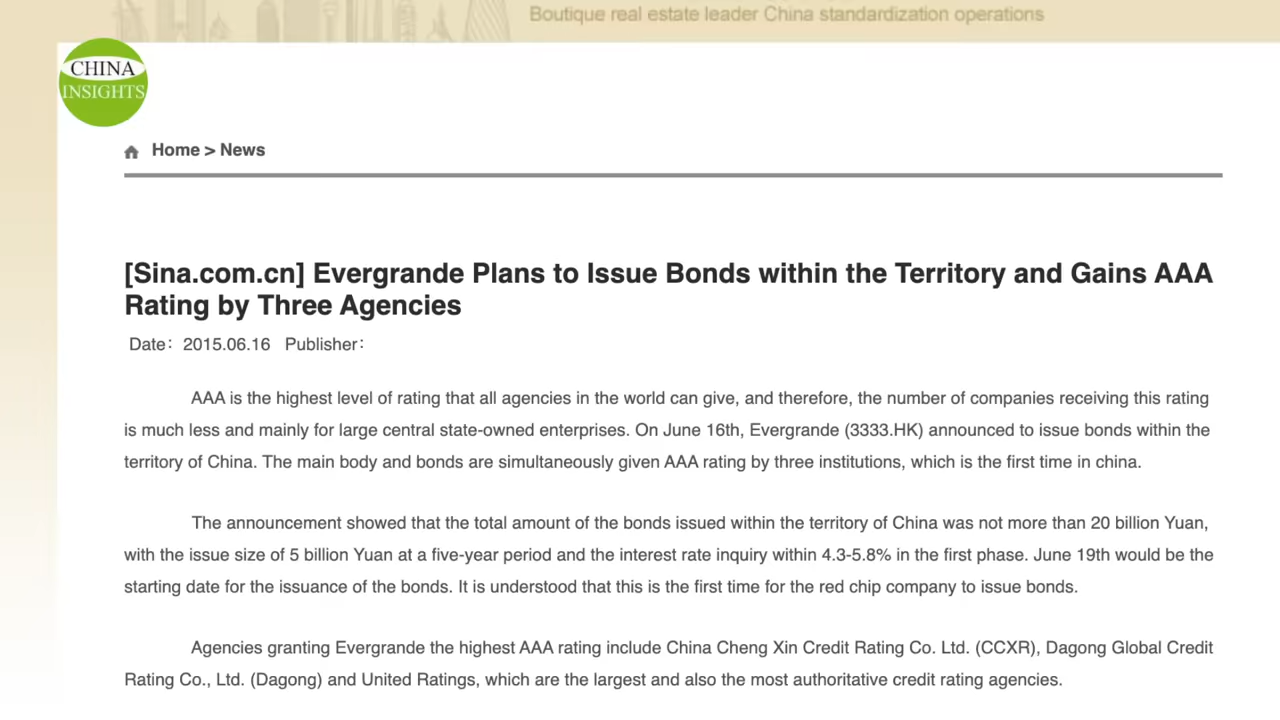 Boutique real estate leader China standardization operations
CHINA
INSIGHTS
Home > News
[Sina.com.cn] Evergrande Plans to Issue Bonds within the Territory and Gains AAA
Rating by Three Agencies
Date：2015.06.16 Publisher：
AAA is the highest level of rating that all agencies in the world can give, and therefore, the number of companies receiving this rating
is much less and mainly for large central state-owned enterprises. On June 16th, Evergrande (3333.HK) announced to issue bonds within the
territory of China. The main body and bonds are simultaneously given AAA rating by three institutions, which is the first time in china.
The announcement showed that the total amount of the bonds issued within the territory of China was not more than 20 billion Yuan,
with the issue size of 5 billion Yuan at a five-year period and the interest rate inquiry within 4.3-5.8% in the first phase. June 19th would be the
starting date for the issuance of the bonds. It is understood that this is the first time for the red chip company to issue bonds.
Agencies granting Evergrande the highest AAA rating include China Cheng Xin Credit Rating Co. Ltd. (CCXR), Dagong Global Credit
Rating Co., Ltd. (Dagong) and United Ratings, which are the largest and also the most authoritative credit rating agencies.